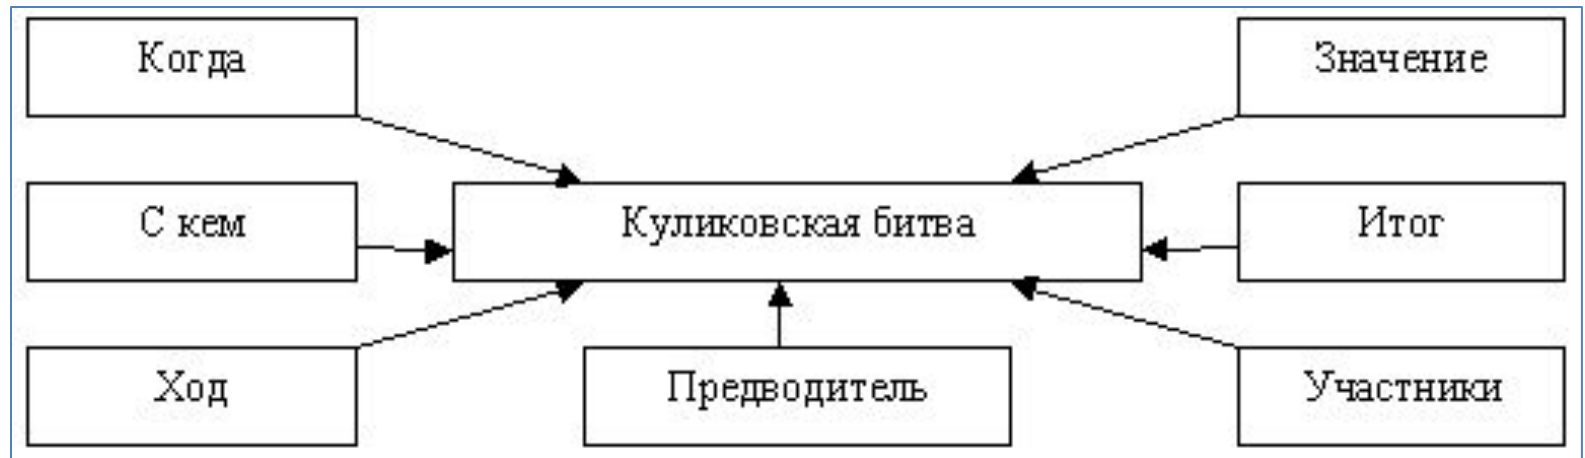 Когда
Значение
С кем
Куликовская битва
Итог
Ход
Предводитель
Участники